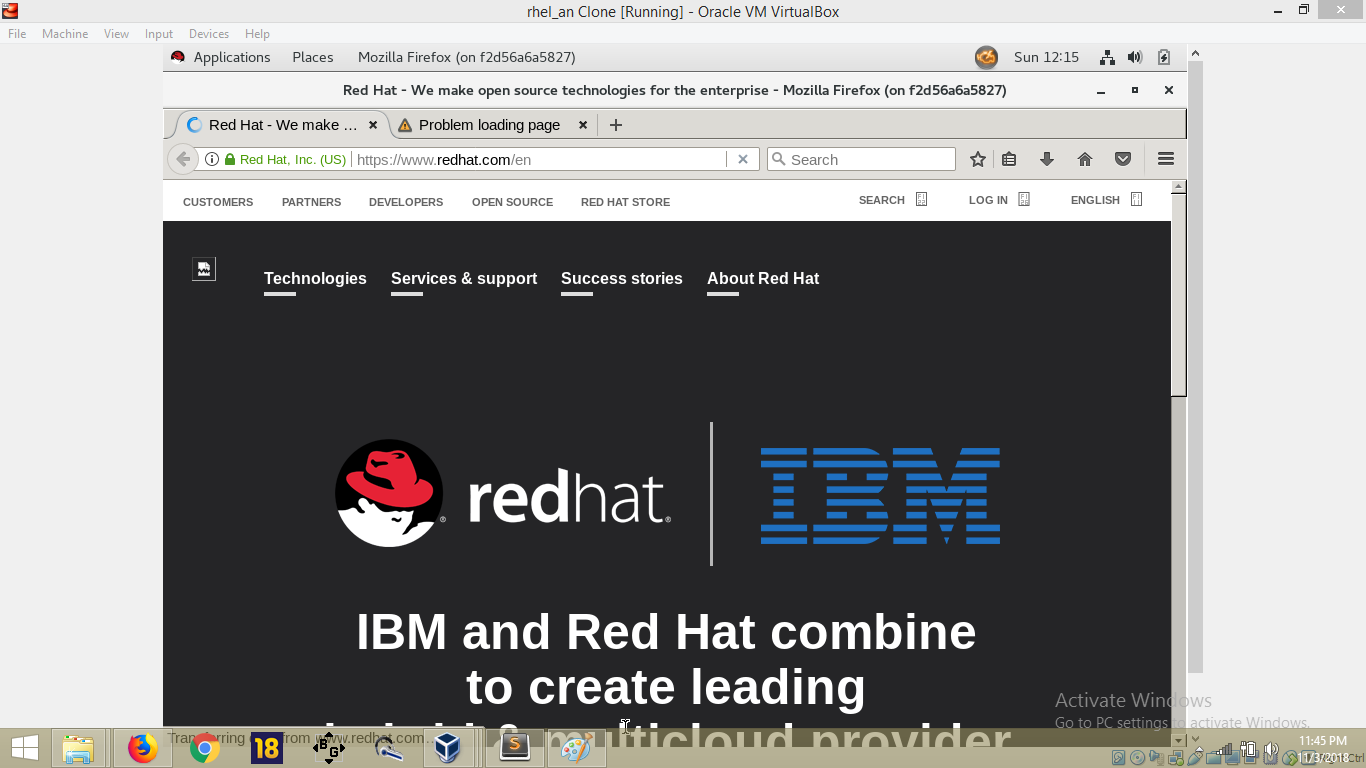 rhel_an Clone [Running] - Oracle VM VirtualBox
File Machine View Input Devices Help
Applications Places Mozilla Firefox (on f2d56a6a5827) Sun 12:15
Red Hat - We make open source technologies for the enterprise - Mozilla Firefox (on f2d56a6a5827)
Red Hat - We make ... Problem loading page
Red Hat, Inc. (US) https://www.redhat.com/en Search
CUSTOMERS PARTNERS DEVELOPERS OPEN SOURCE RED HAT STORE SEARCH LOG IN ENGLISH
Technologies Services & support Success stories About Red Hat
redhat. IBM
IBM and Red Hat combine
to create leading
& multicloud provider
Activate Windows
Go to PC settings to activate Windows.
Transferring from www.redhat.com...
18
B G
S
11:45 PM
11/3/2018
Ctrl